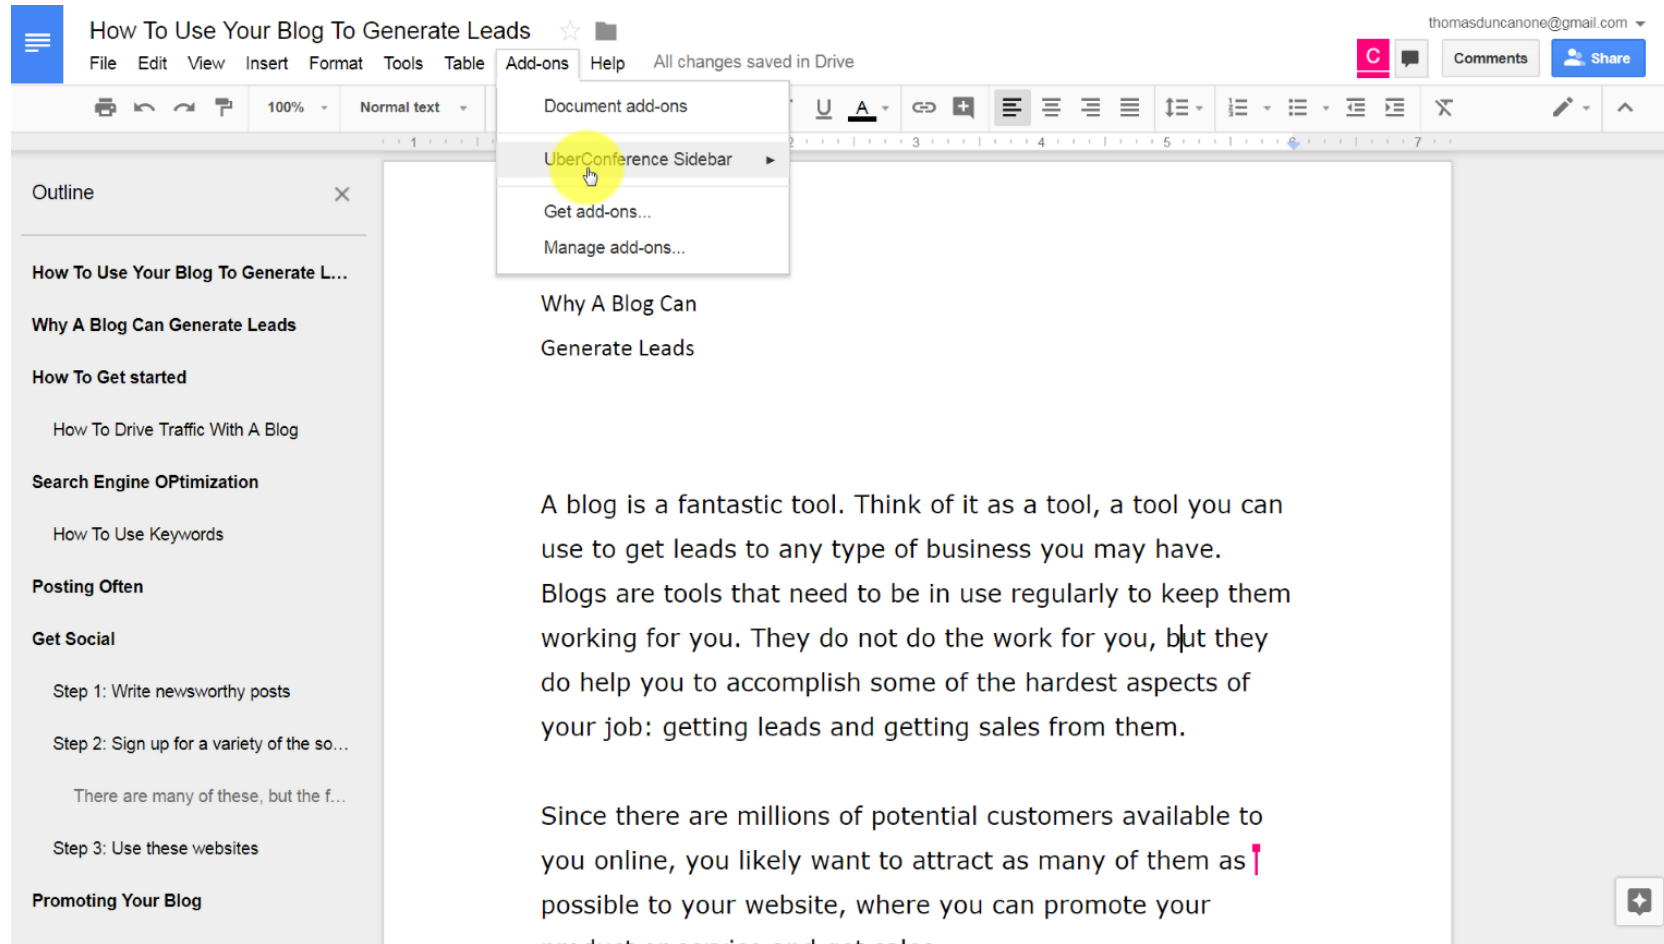 How To Use Your Blog To Generate Leads
thomasduncanone@gmail.com
File Edit View Insert Format Tools Table Add-ons Help All changes saved in Drive
C Comments Share
100% Normal text U A
Document add-ons
1 2 3 4 5 6 7
UberConference Sidebar
Get add-ons...
Manage add-ons...
Outline
How To Use Your Blog To Generate L...
Why A Blog Can Generate Leads
How To Get started
How To Drive Traffic With A Blog
Search Engine OPtimization
How To Use Keywords
Posting Often
Get Social
Step 1: Write newsworthy posts
Step 2: Sign up for a variety of the so...
There are many of these, but the f...
Step 3: Use these websites
Promoting Your Blog
Why A Blog Can
Generate Leads
A blog is a fantastic tool. Think of it as a tool, a tool you can
use to get leads to any type of business you may have.
Blogs are tools that need to be in use regularly to keep them
working for you. They do not do the work for you, but they
do help you to accomplish some of the hardest aspects of
your job: getting leads and getting sales from them.
Since there are millions of potential customers available to
you online, you likely want to attract as many of them as
possible to your website, where you can promote your